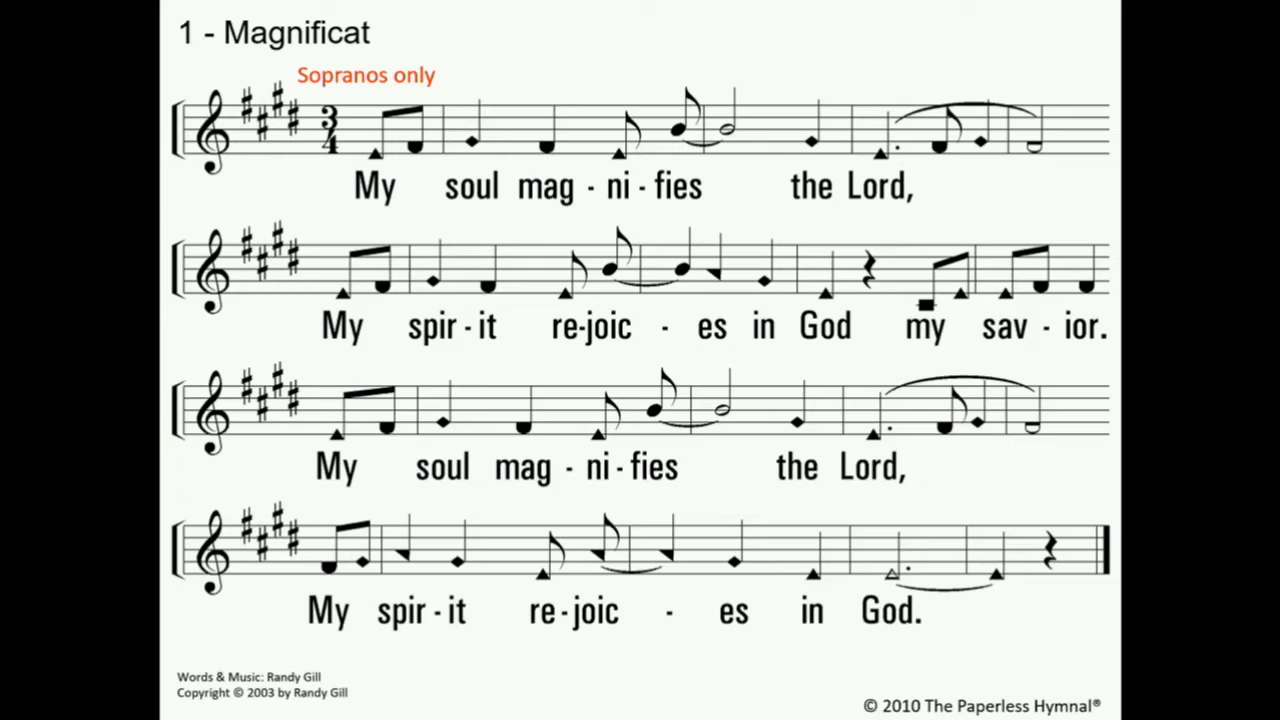 1 - Magnificat
Sopranos only
3
4
My soul mag - ni - fies the Lord,
My spir - it re - joic - es in God my sav - ior.
My soul mag - ni - fies the Lord,
My spir - it re - joic - es in God.
Words & Music: Randy Gill
Copyright © 2003 by Randy Gill
© 2010 The Paperless Hymnal®